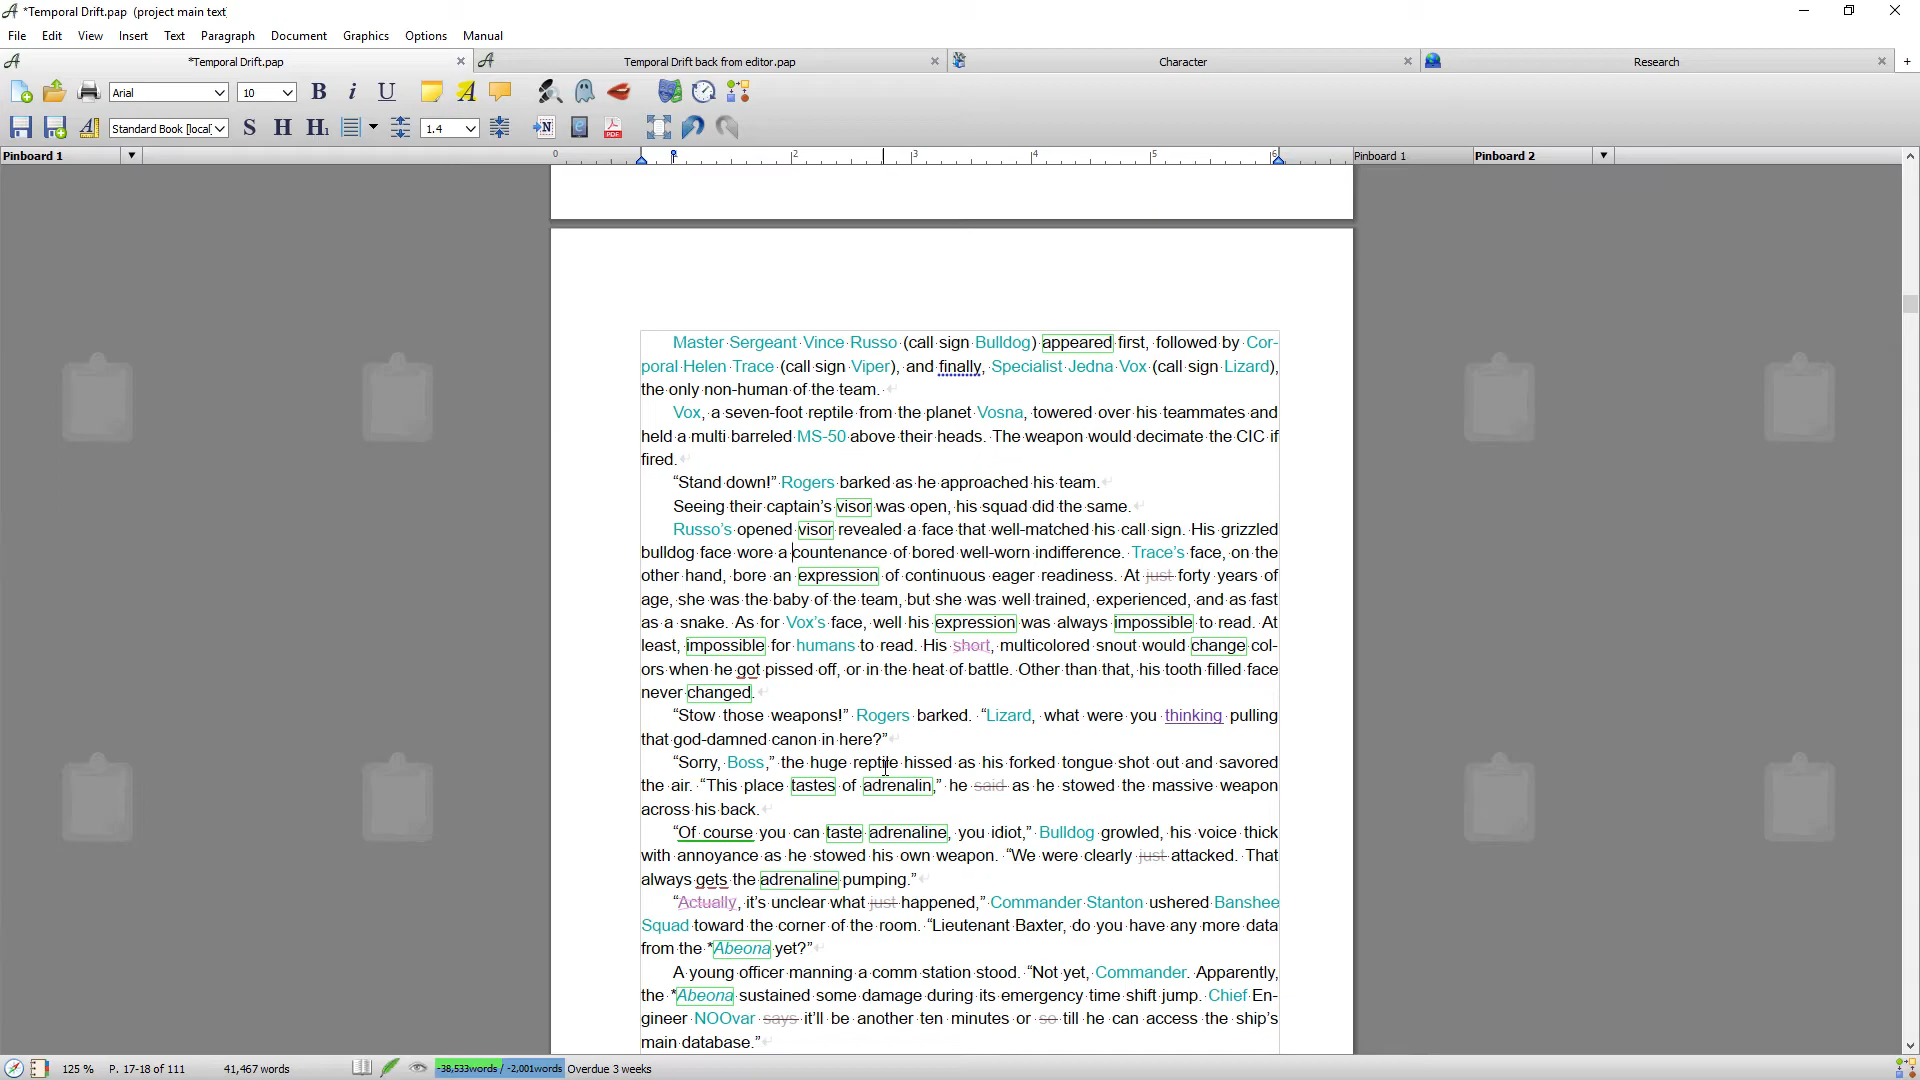 *Temporal Drift.pap (project main text)
File Edit View Insert Text Paragraph Document Graphics Options Manual
*Temporal Drift.pap Temporal Drift back from editor.pap Character Research
Arial 10 B i U A
Standard Book [local S H H1 1.4 N PDF
Pinboard 1 0 1 2 3 4 5 6 Pinboard 1 Pinboard 2
Master Sergeant Vince Russo (call sign Bulldog) appeared first, followed by Cor-
poral Helen Trace (call sign Viper), and finally, Specialist Jedna Vox (call sign Lizard),
the only non-human of the team.
Vox, a seven-foot reptile from the planet Vosna, towered over his teammates and
held a multi barreled MS-50 above their heads. The weapon would decimate the CIC if
fired.
“Stand down!” Rogers barked as he approached his team.
Seeing their captain’s visor was open, his squad did the same.
Russo’s opened visor revealed a face that well-matched his call sign. His grizzled
bulldog face wore a countenance of bored well-worn indifference. Trace’s face, on the
other hand, bore an expression of continuous eager readiness. At just forty years of
age, she was the baby of the team, but she was well trained, experienced, and as fast
as a snake. As for Vox’s face, well his expression was always impossible to read. At
least, impossible for humans to read. His short, multicolored snout would change col-
ors when he got pissed off, or in the heat of battle. Other than that, his tooth filled face
never changed.
“Stow those weapons!” Rogers barked. “Lizard, what were you thinking pulling
that god-damned canon in here?”
“Sorry, Boss,” the huge reptile hissed as his forked tongue shot out and savored
the air. “This place tastes of adrenalin,” he said as he stowed the massive weapon
across his back.
“Of course you can taste adrenaline, you idiot,” Bulldog growled, his voice thick
with annoyance as he stowed his own weapon. “We were clearly just attacked. That
always gets the adrenaline pumping.”
“Actually, it’s unclear what just happened,” Commander Stanton ushered Banshee
Squad toward the corner of the room. “Lieutenant Baxter, do you have any more data
from the *Abeona yet?”
A young officer manning a comm station stood. “Not yet, Commander. Apparently,
the *Abeona sustained some damage during its emergency time shift jump. Chief En-
gineer NOOvar says it’ll be another ten minutes or so till he can access the ship’s
main database.”
125 % P. 17-18 of 111 41,467 words -38,533words / -2,001words Overdue 3 weeks